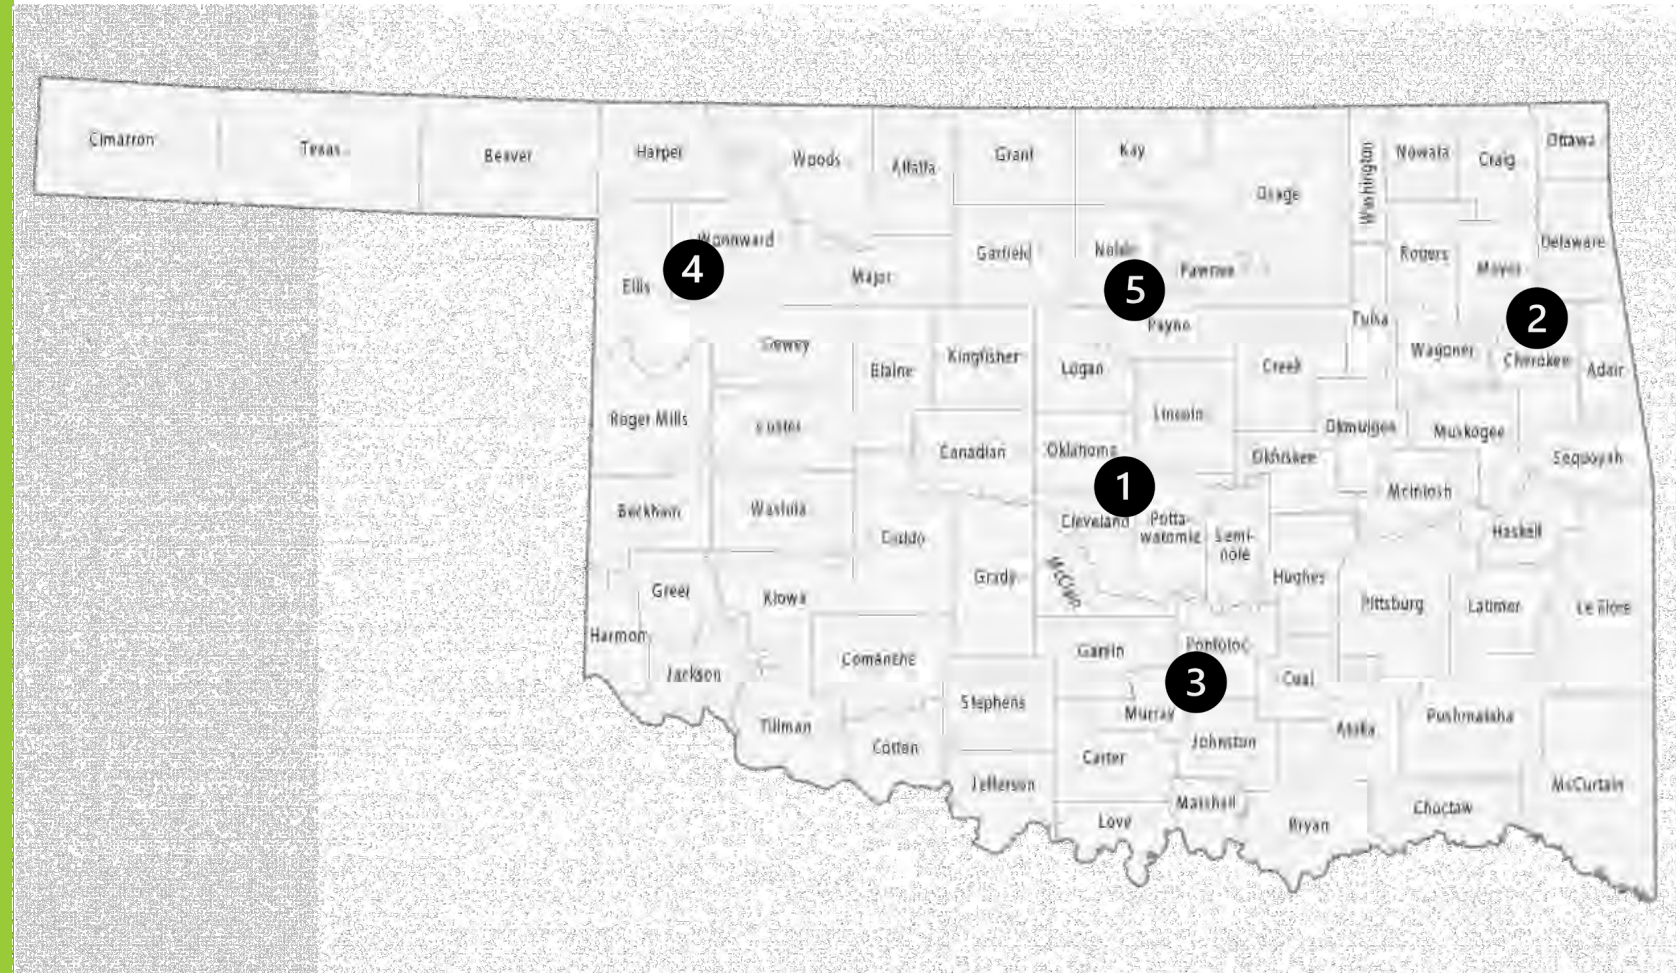 Cimarron
Texas
Beaver
Harper
Woods
Alfalfa
Grant
Kay
Osage
Washington
Nowata
Craig
Ottawa
Woodward
4
Ellis
Major
Garfield
Noble
5
Pawnee
Rogers
Mayes
Delaware
2
Dewey
Blaine
Kingfisher
Logan
Payne
Creek
Tulsa
Wagoner
Cherokee
Adair
Roger Mills
Custer
Canadian
Oklahoma
1
Lincoln
Okfuskee
Okmulgee
Muskogee
Sequoyah
Beckham
Washita
Caddo
Grady
Cleveland
Potta-
watomie
Semi-
nole
McIntosh
Haskell
Greer
Kiowa
McClain
Hughes
Pittsburg
Latimer
Le Flore
Harmon
Jackson
Comanche
Garvin
Pontotoc
3
Coal
Tillman
Cotton
Stephens
Murray
Johnston
Atoka
Pushmataha
Jefferson
Carter
Love
Marshall
Bryan
Choctaw
McCurtain